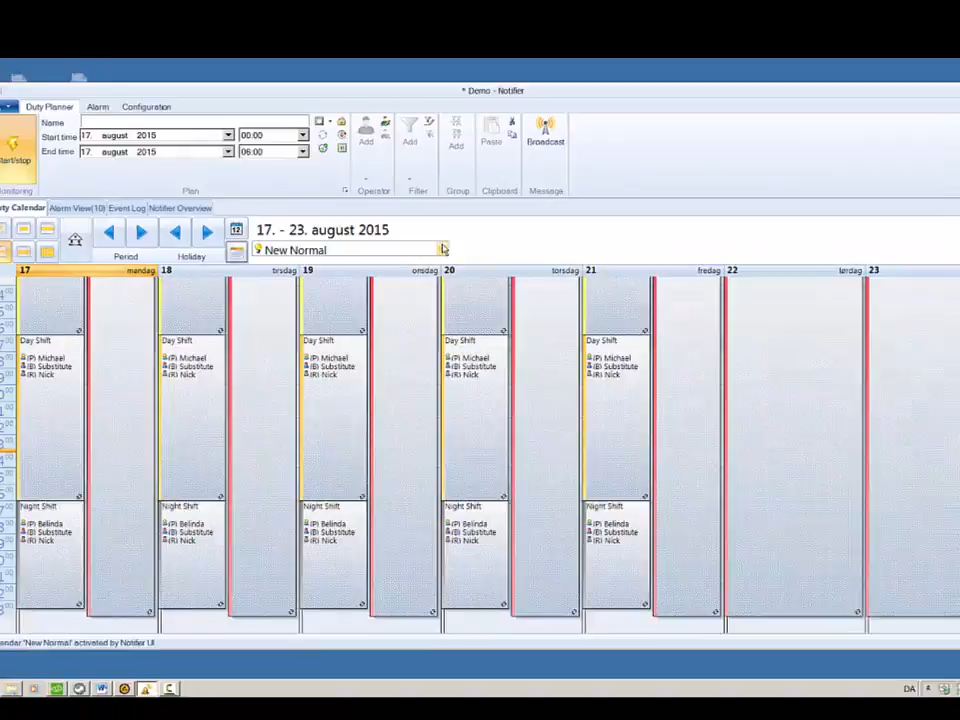 * Demo - Notifier
Duty Planner Alarm Configuration
Name
Start time 17. august 2015 00:00
End time 17. august 2015 06:00
Start/stop
Add Add Add Paste Broadcast
Monitoring Plan Operator Filter Group Clipboard Message
Duty Calendar Alarm View(10) Event Log Notifier Overview
12
17. - 23. august 2015
New Normal
Period Holiday
17 mandag 18 tirsdag 19 onsdag 20 torsdag 21 fredag 22 lørdag 23
Day Shift Day Shift Day Shift Day Shift Day Shift
(P) Michael (P) Michael (P) Michael (P) Michael (P) Michael
(B) Substitute (B) Substitute (B) Substitute (B) Substitute (B) Substitute
(R) Nick (R) Nick (R) Nick (R) Nick (R) Nick
Night Shift Night Shift Night Shift Night Shift Night Shift
(P) Belinda (P) Belinda (P) Belinda (P) Belinda (P) Belinda
(B) Substitute (B) Substitute (B) Substitute (B) Substitute (B) Substitute
(R) Nick (R) Nick (R) Nick (R) Nick (R) Nick
endar 'New Normal' activated by Notifier UI
DA